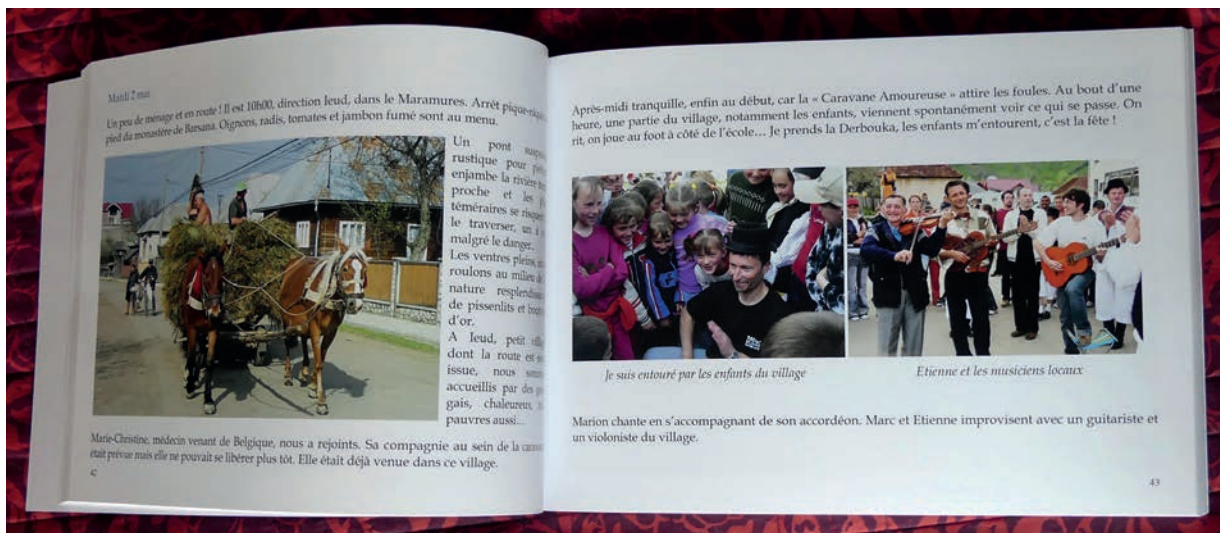 Mardi 2 mai
Un peu de ménage et en route ! Il est 10h00, direction Ieud, dans le Maramures. Arrêt pique-nique
pied du monastère de Barsana. Oignons, radis, tomates et jambon fumé sont au menu.
Un pont
rustique pour
enjambe la rivière
proche et les
téméraires se
le traverser, un à
malgré le danger.
Les ventres pleins,
roulons au milieu
nature
de pissenlits et
d'or.
A Ieud, petit
dont la route est
issue, nous
accueillis par des
gais, chaleureux,
pauvres aussi...
Marie-Christine, médecin venant de Belgique, nous a rejoints. Sa compagnie au sein de la
était prévue mais elle ne pouvait se libérer plus tôt. Elle était déjà venue dans ce village.
Après-midi tranquille, enfin au début, car la « Caravane Amoureuse » attire les foules. Au bout d'une
heure, une partie du village, notamment les enfants, viennent spontanément voir ce qui se passe. On
rit, on joue au foot à côté de l'école… Je prends la Derbouka, les enfants m'entourent, c'est la fête !
Je suis entouré par les enfants du village
Etienne et les musiciens locaux
Marion chante en s'accompagnant de son accordéon. Marc et Etienne improvisent avec un guitariste et
un violoniste du village.
43